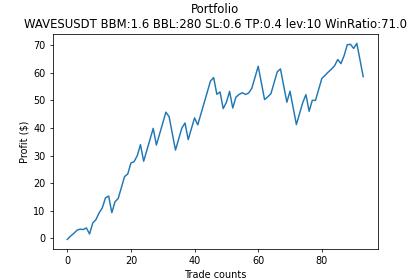 Portfolio
WAVESUSDT BBM:1.6 BBL:280 SL:0.6 TP:0.4 lev:10 WinRatio:71.0
70
60
50
40
30
20
10
0
Profit ($)
0 20 40 60 80
Trade counts